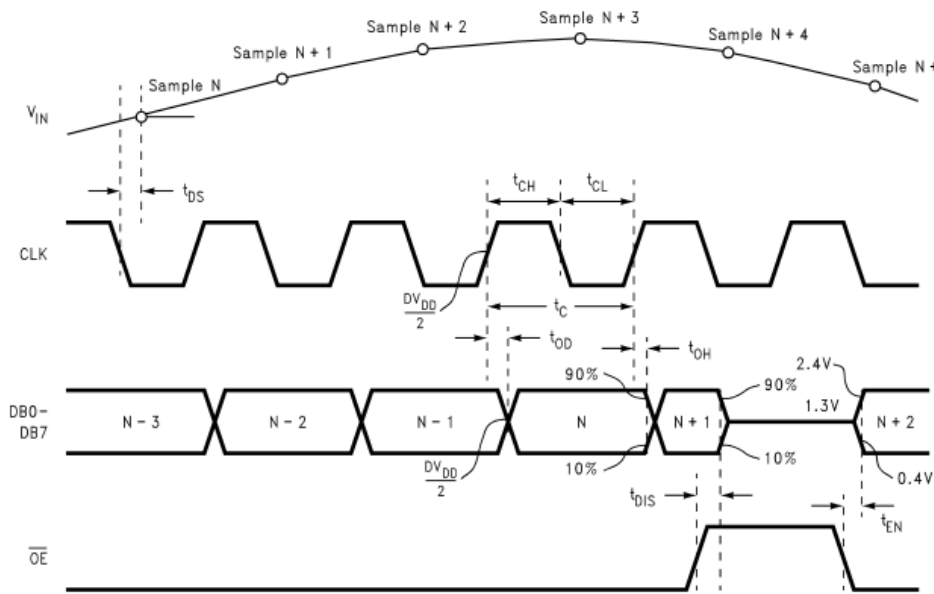 Sample N + 3
Sample N + 2
Sample N + 4
Sample N + 1
Sample N +
Sample N
VIN
tDS
tCH
tCL
CLK
DVDD
2
tC
tOD
tOH
90%
90%
2.4V
1.3V
DB0-
DB7
N - 3
N - 2
N - 1
N
N + 1
N + 2
DVDD
2
10%
10%
0.4V
tDIS
tEN
OE